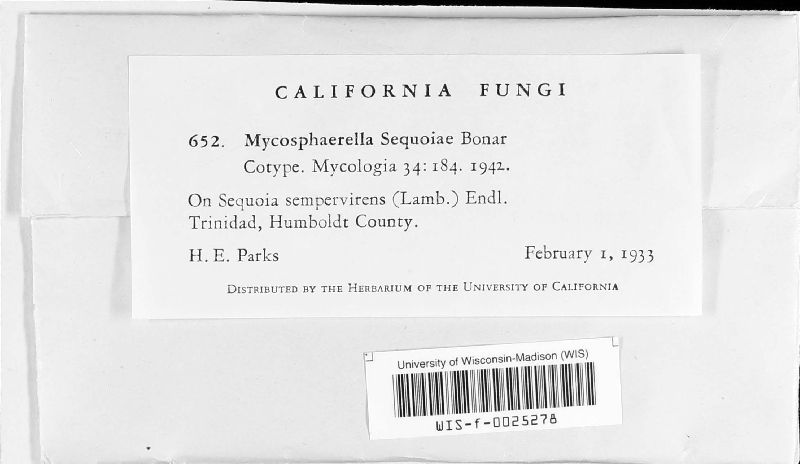 CALIFORNIA FUNGI
652. Mycosphaerella Sequoiae Bonar
Cotype. Mycologia 34: 184. 1942.
On Sequoia sempervirens (Lamb.) Endl.
Trinidad, Humboldt County.
H. E. Parks February 1, 1933
Distributed by the Herbarium of the University of California
University of Wisconsin-Madison (WIS)
WIS-f-0025278